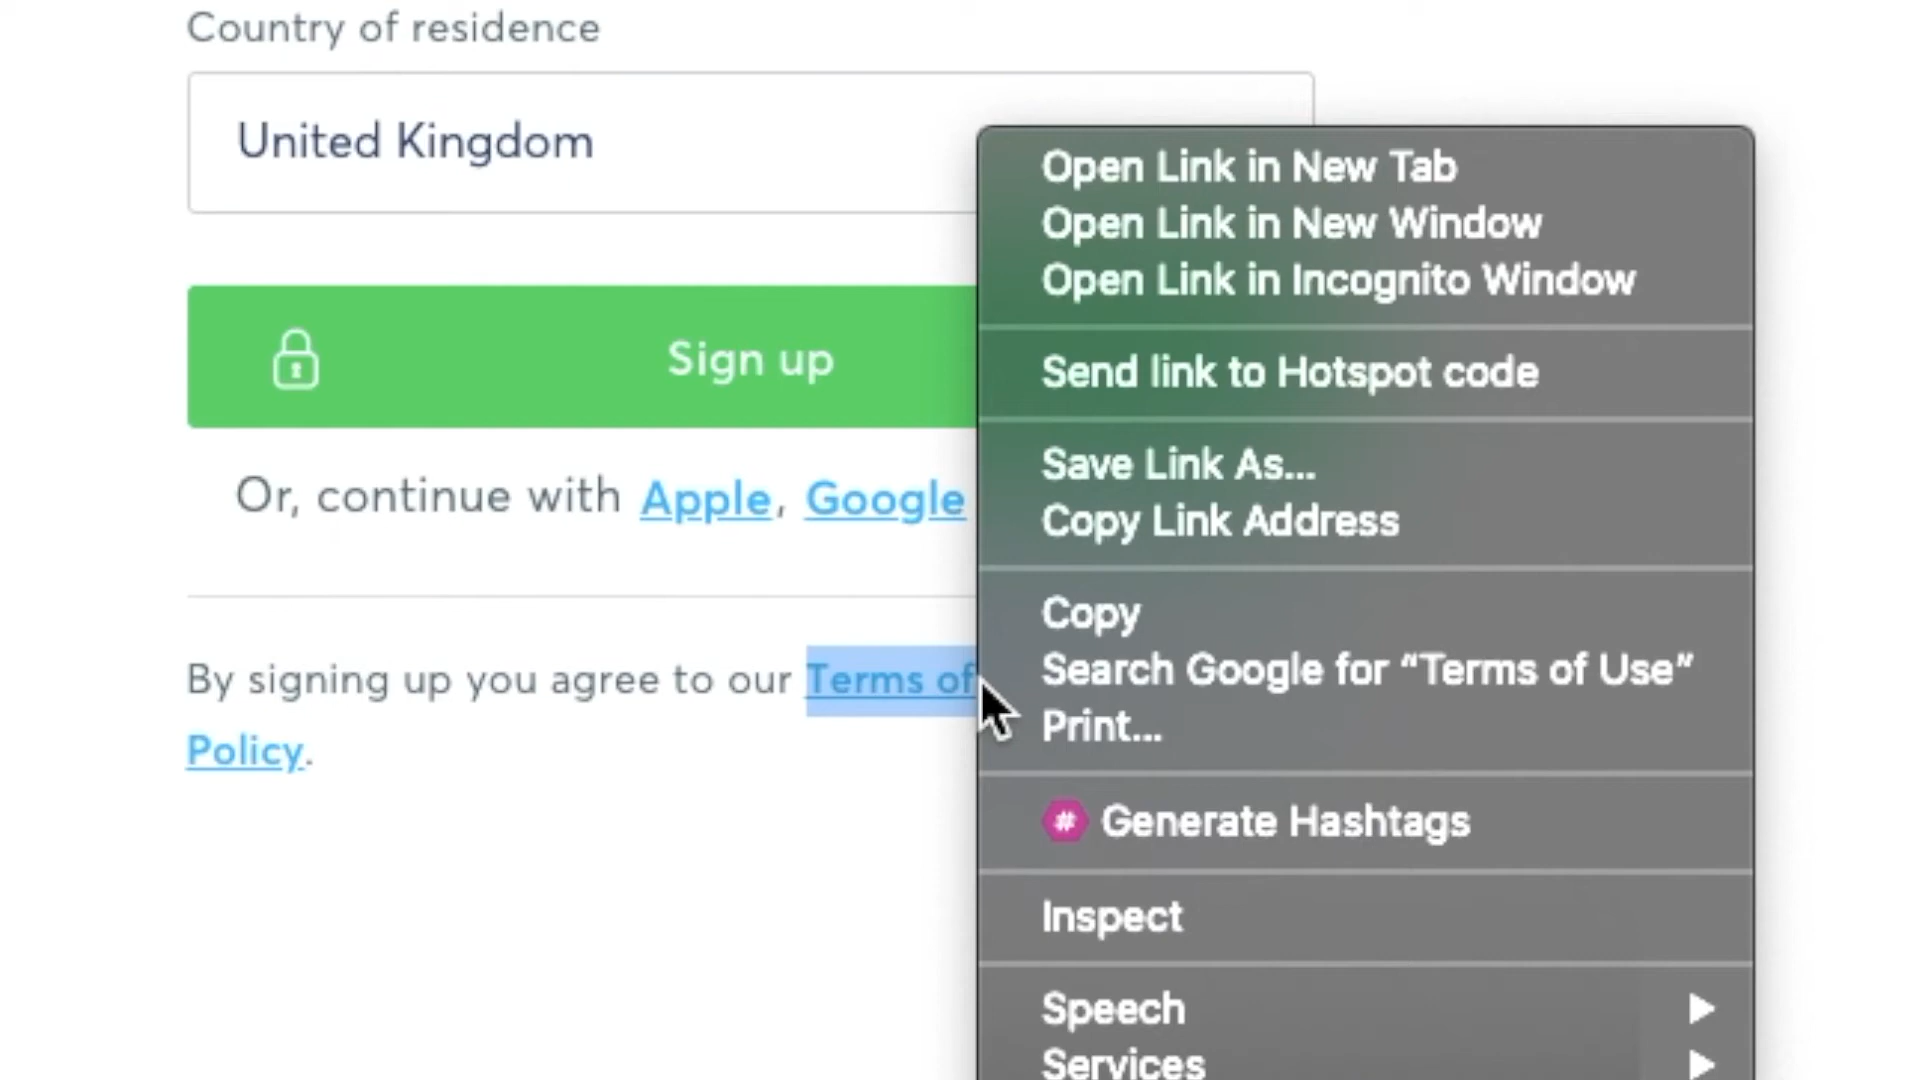 Country of residence
United Kingdom
Sign up
Or, continue with Apple, Google
By signing up you agree to our Terms of
Policy.
Open Link in New Tab
Open Link in New Window
Open Link in Incognito Window
Send link to Hotspot code
Save Link As...
Copy Link Address
Copy
Search Google for “Terms of Use”
Print...
# Generate Hashtags
Inspect
Speech
Services